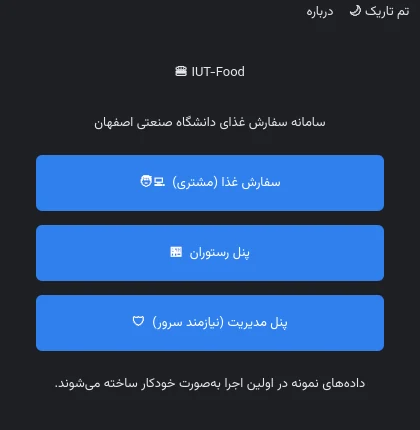 تم تاریک 🌙 درباره
🍔 IUT-Food
سامانه سفارش غذای دانشگاه صنعتی اصفهان
سفارش غذا (مشتری) 🧑‍💻
پنل رستوران 🏪
پنل مدیریت (نیازمند سرور) 🛡
داده‌های نمونه در اولین اجرا به‌صورت خودکار ساخته می‌شوند.